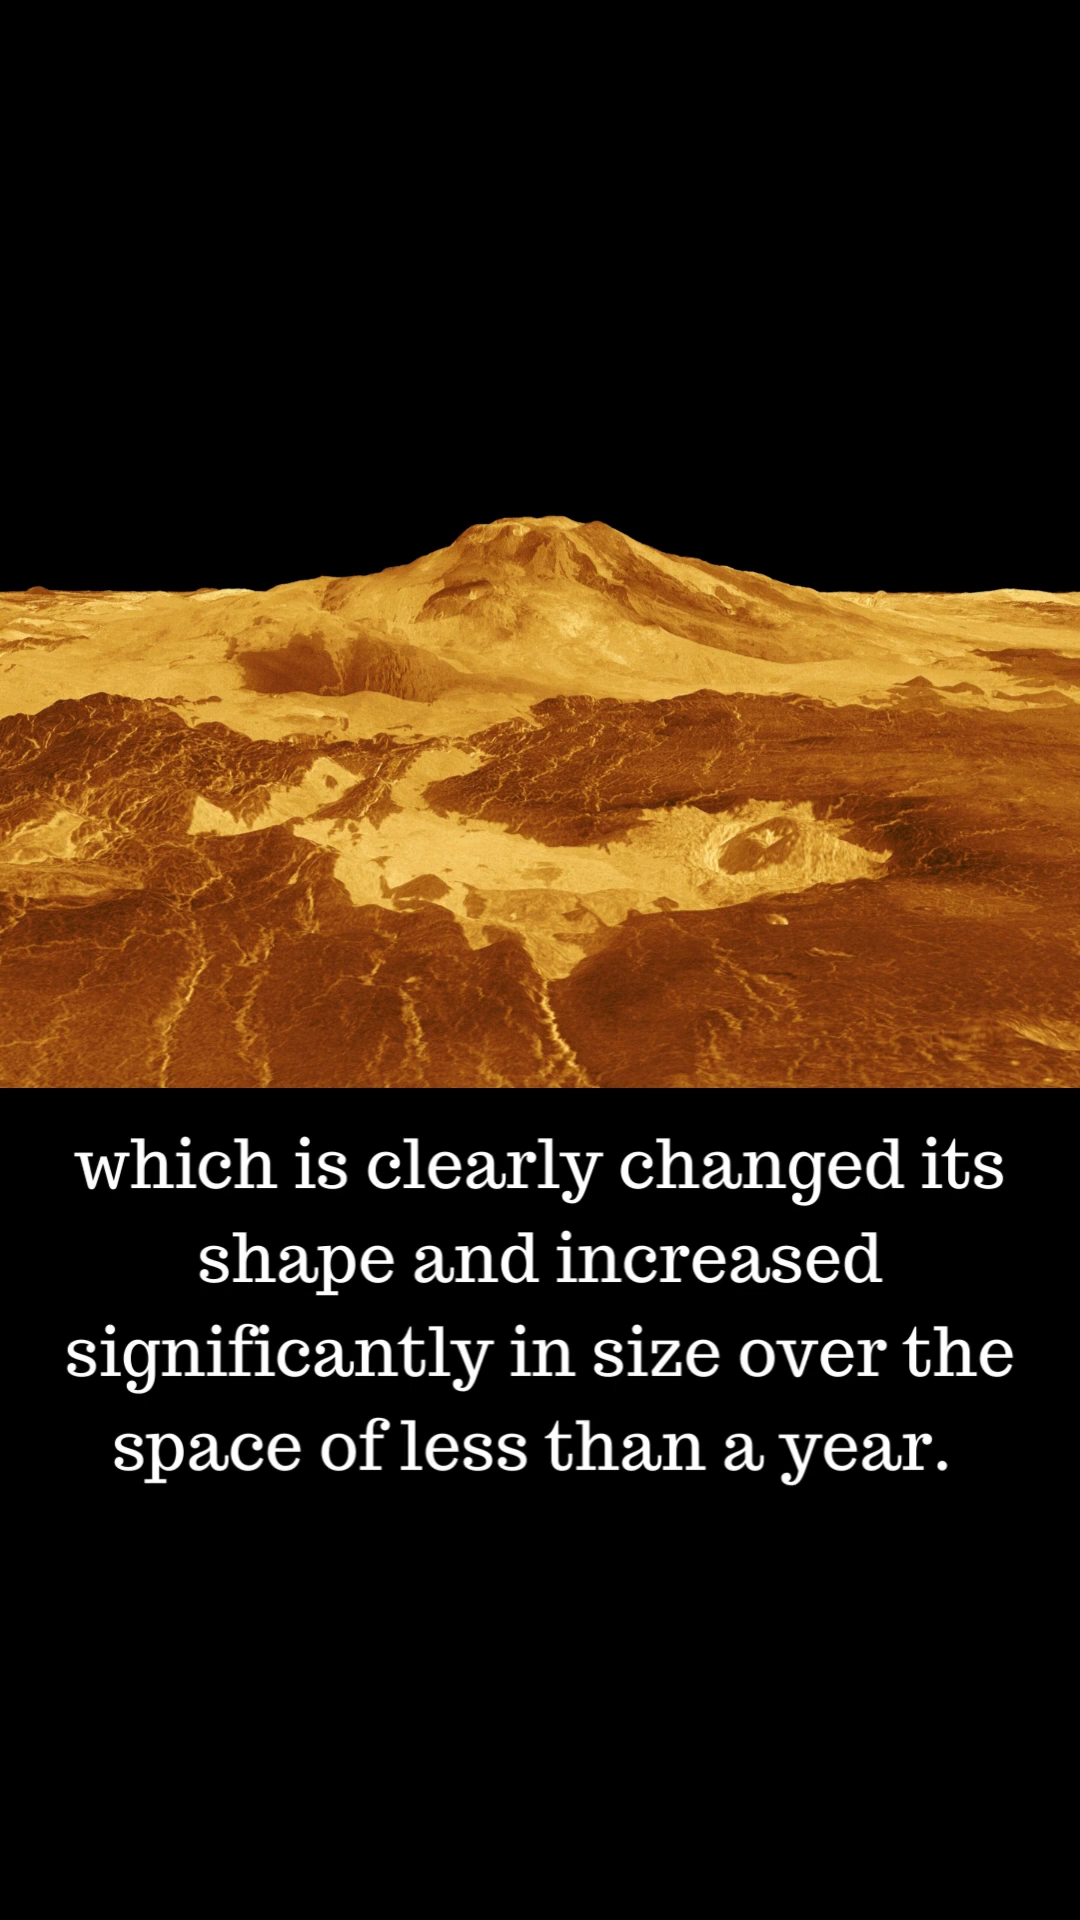 which is clearly changed its
shape and increased
significantly in size over the
space of less than a year.